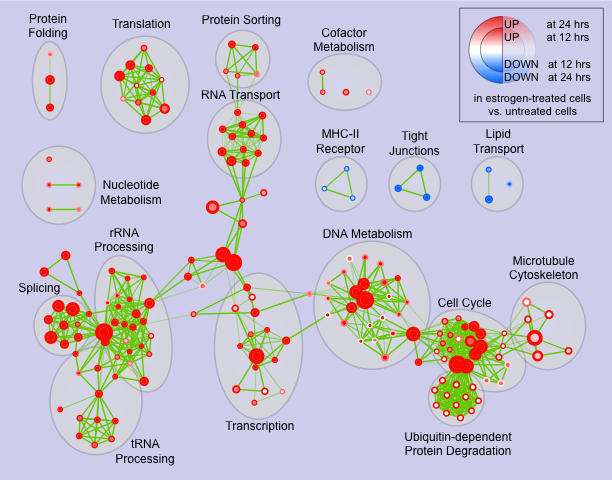 Protein
Folding
Translation
Protein Sorting
Cofactor
Metabolism
UP at 24 hrs
UP at 12 hrs
DOWN at 12 hrs
DOWN at 24 hrs
in estrogen-treated cells
vs. untreated cells
RNA Transport
MHC-II
Receptor
Tight
Junctions
Lipid
Transport
Nucleotide
Metabolism
rRNA
Processing
DNA Metabolism
Microtubule
Cytoskeleton
Splicing
Cell Cycle
Transcription
tRNA
Processing
Ubiquitin-dependent
Protein Degradation